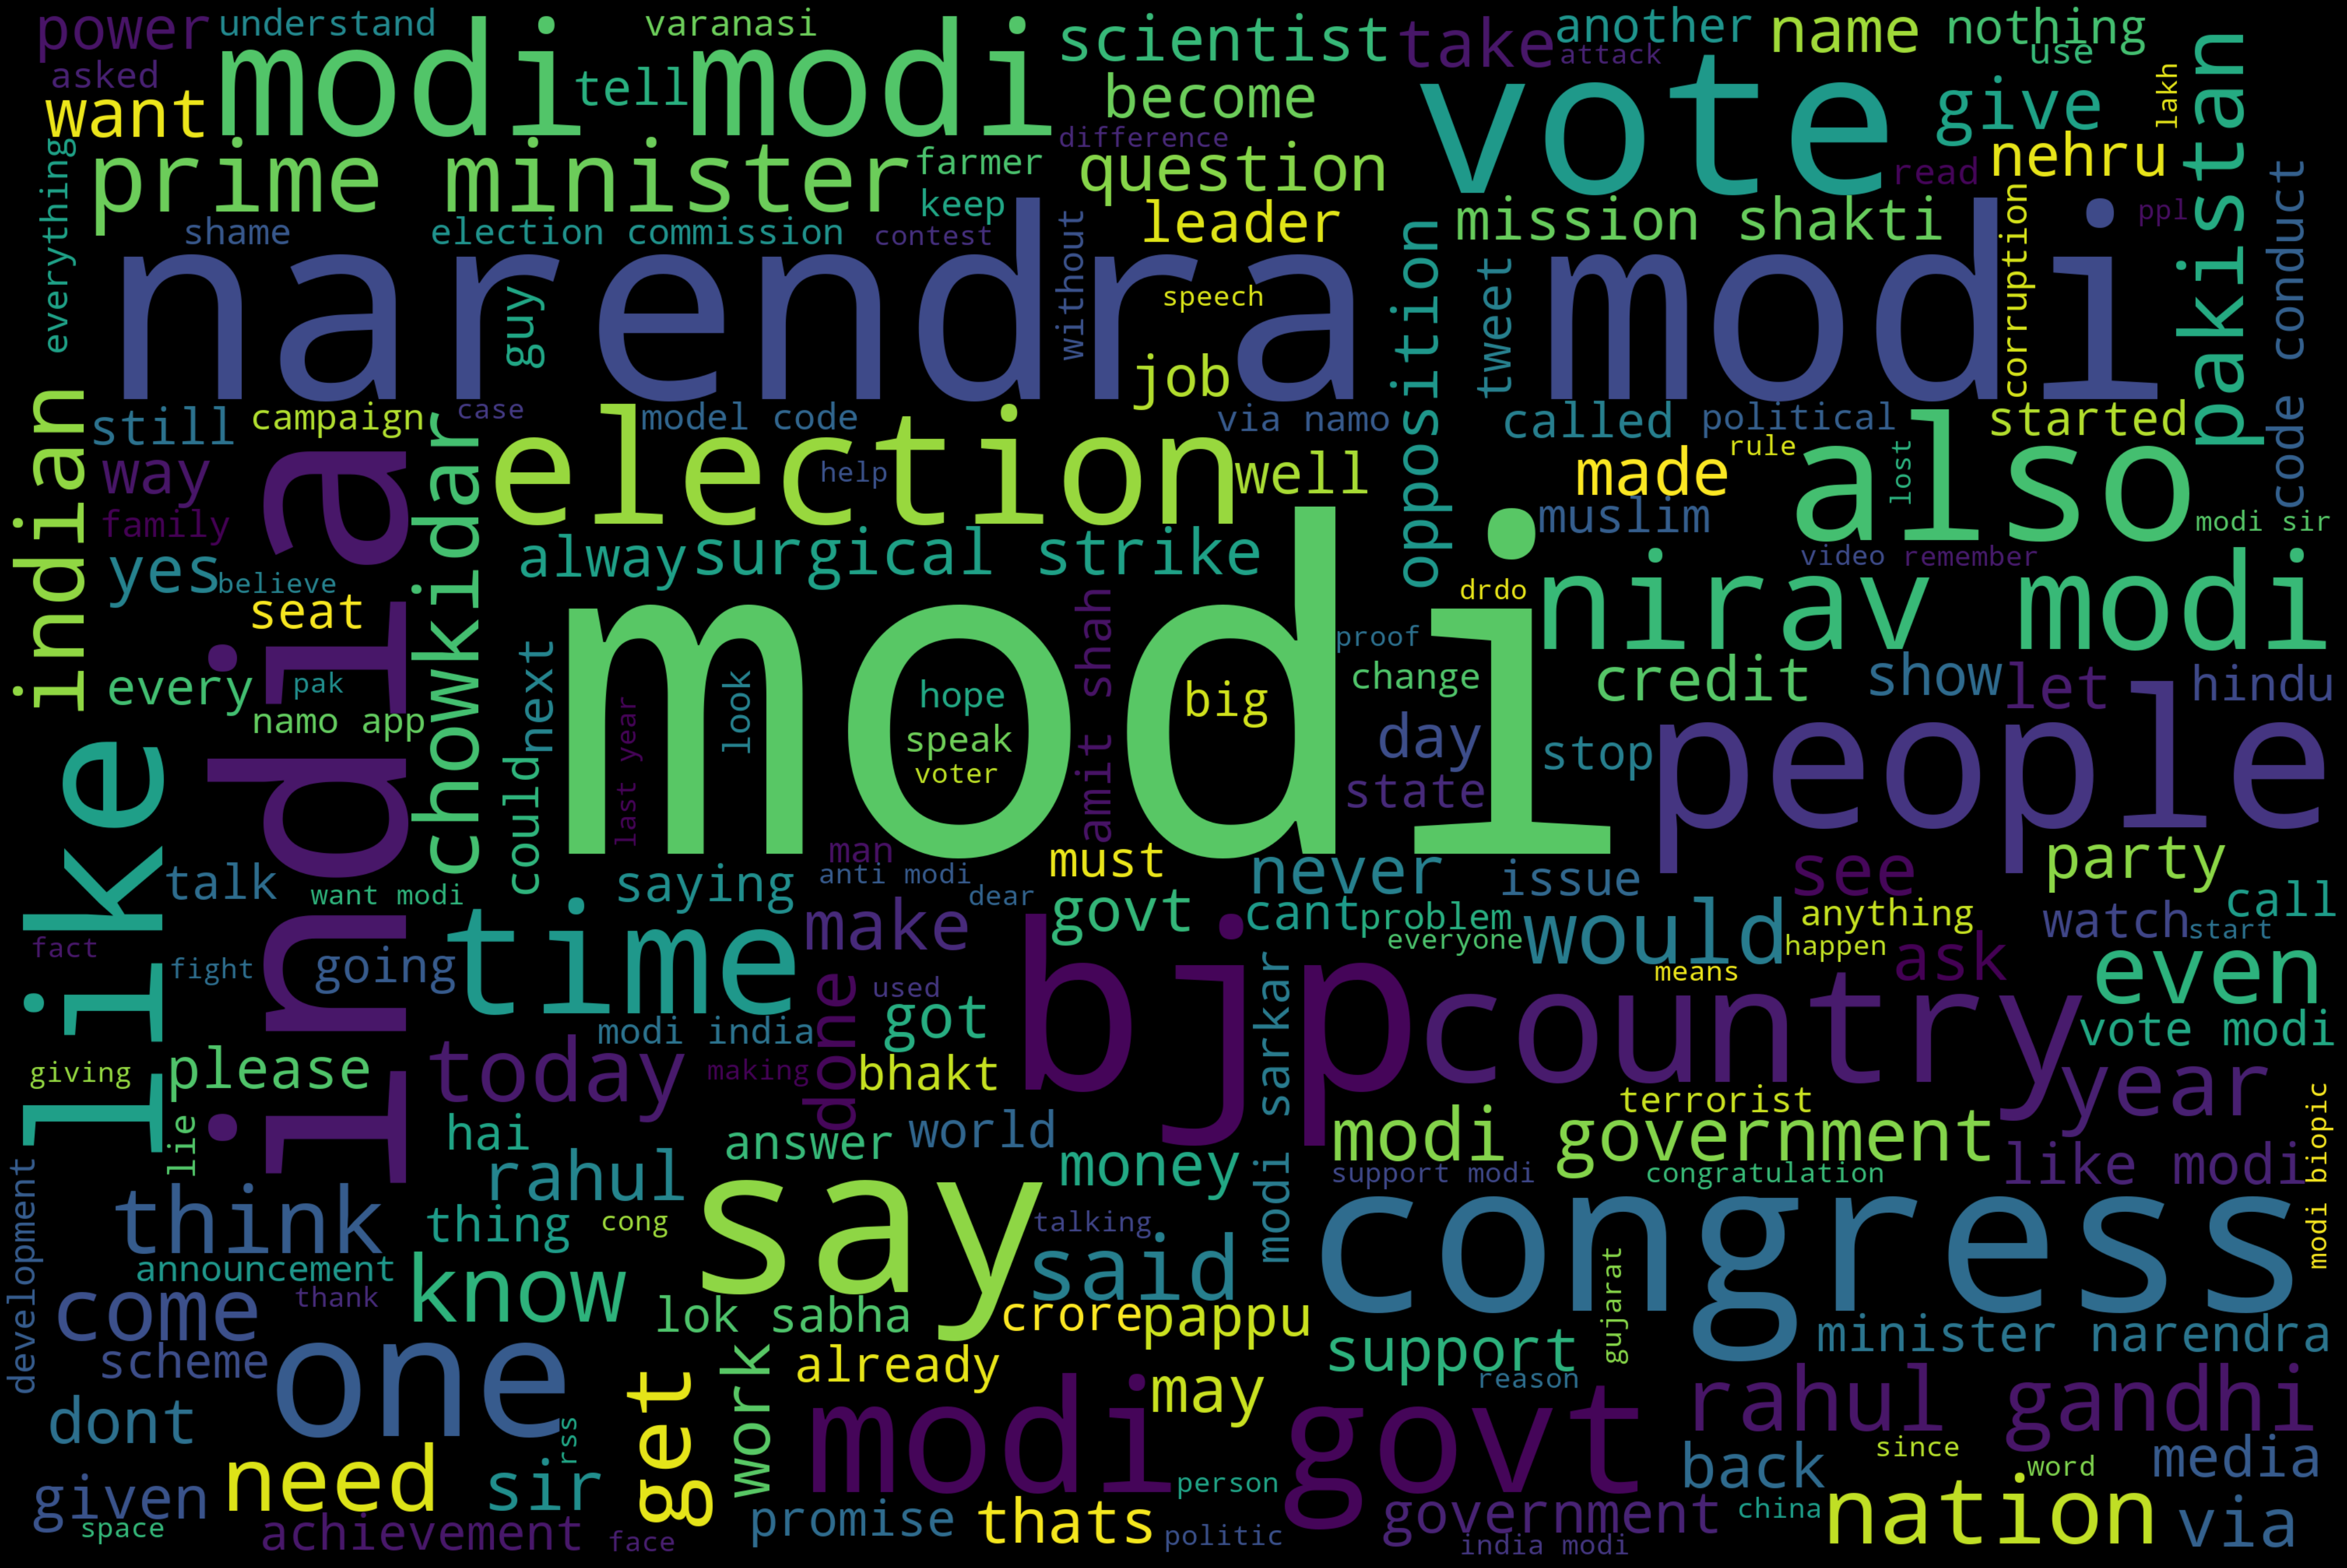 power
understand
varanasi
scientist
take
another
name
nothing
asked
modi modi
tell
attack
use
want
become
vote
give
lakh
pakistan
difference
prime minister
farmer
question
read
nehru
everything
keep
leader
mission shakti
ppl
shame
election commission
contest
without
opposition
tweet
corruption
code conduct
narendra modi
guy
speech
job
indian
still
campaign
case
model code
via namo
called
political
started
way
chowkidar
election
help
well
made
rule
also
lost
family
india
muslim
modi sir
yes
believe
alway
surgical strike
video
remember
seat
drdo
nirav modi
modi
amit shah
proof
every
pak
next
look
hope
big
change
credit
show
let
hindu
namo app
last year
speak
day
stop
people
like
could
voter
state
talk
want modi
saying
man
anti modi
must
never
issue
see
party
dear
govt
cant
problem
would
anything
watch
call
fact
fight
going
time
make
everyone
happen
start
used
bjp
means
ask
even
modi india
done
got
modi sarkar
country
vote modi
giving
please
today
making
bhakt
year
terrorist
lie
hai
answer
world
modi government
modi biopic
development
rahul
money
support modi
congratulation
like modi
think
thing
cong
say
talking
said
congress
announcement
know
gujarat
come
thank
lok sabha
crore
pappu
support
minister narendra
scheme
one
get
work
already
may
reason
rahul gandhi
dont
rss
modi govt
back
since
word
media
given
need
sir
person
promise
thats
politic
government
china
nation
via
space
achievement
face
india modi